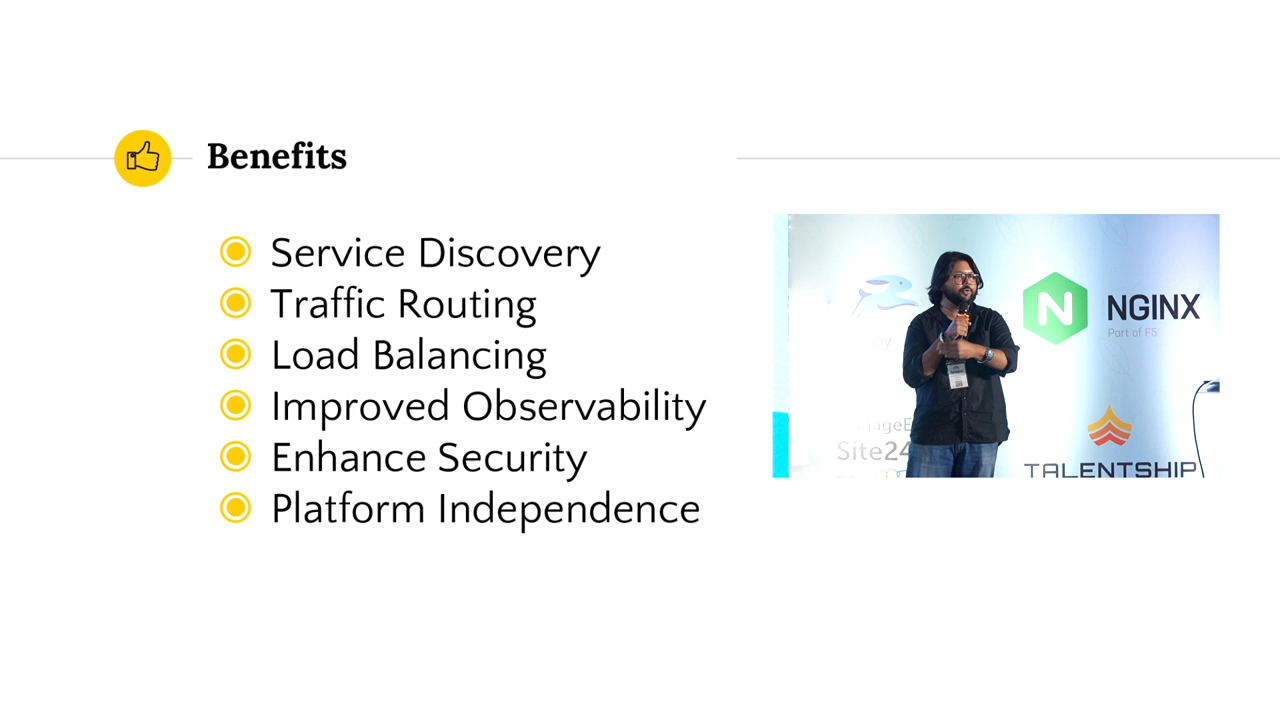 Benefits
Service Discovery
Traffic Routing
Load Balancing
Improved Observability
Enhance Security
Platform Independence
NGINX
Part of F5
Site24
TALENTSHIP